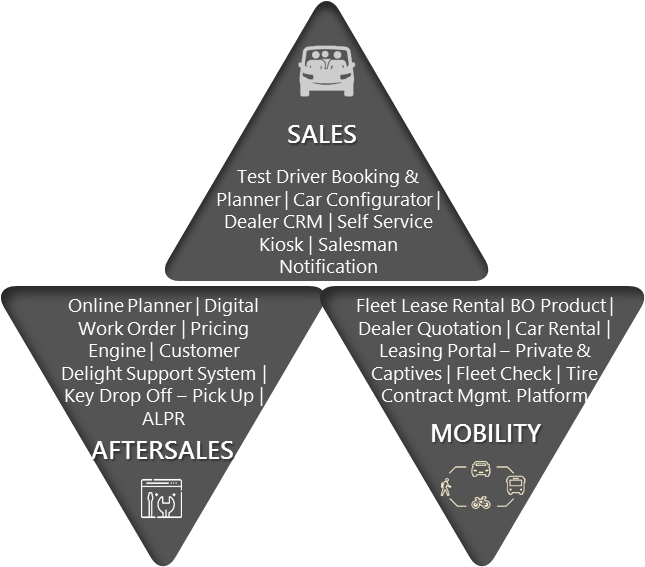 SALES
Test Driver Booking &
Planner | Car Configurator |
Dealer CRM | Self Service
Kiosk | Salesman
Notification
Online Planner | Digital
Work Order | Pricing
Engine | Customer
Delight Support System |
Key Drop Off – Pick Up |
ALPR
AFTERSALES
Fleet Lease Rental BO Product |
Dealer Quotation | Car Rental |
Leasing Portal – Private &
Captives | Fleet Check | Tire
Contract Mgmt. Platform
MOBILITY